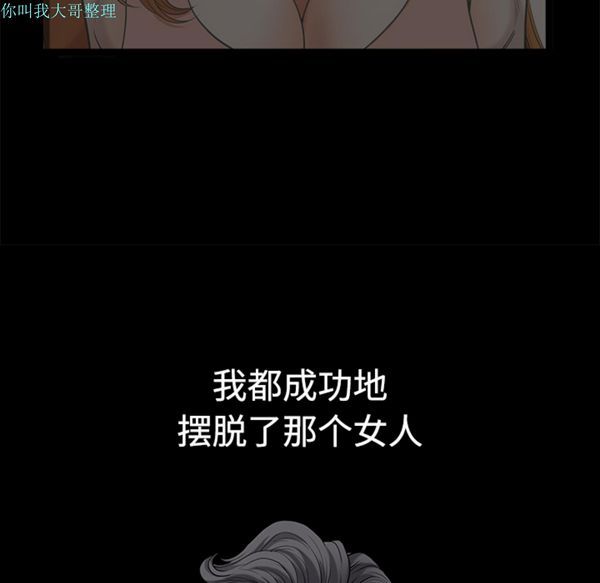 你叫我大哥整理
我都成功地
摆脱了那个女人